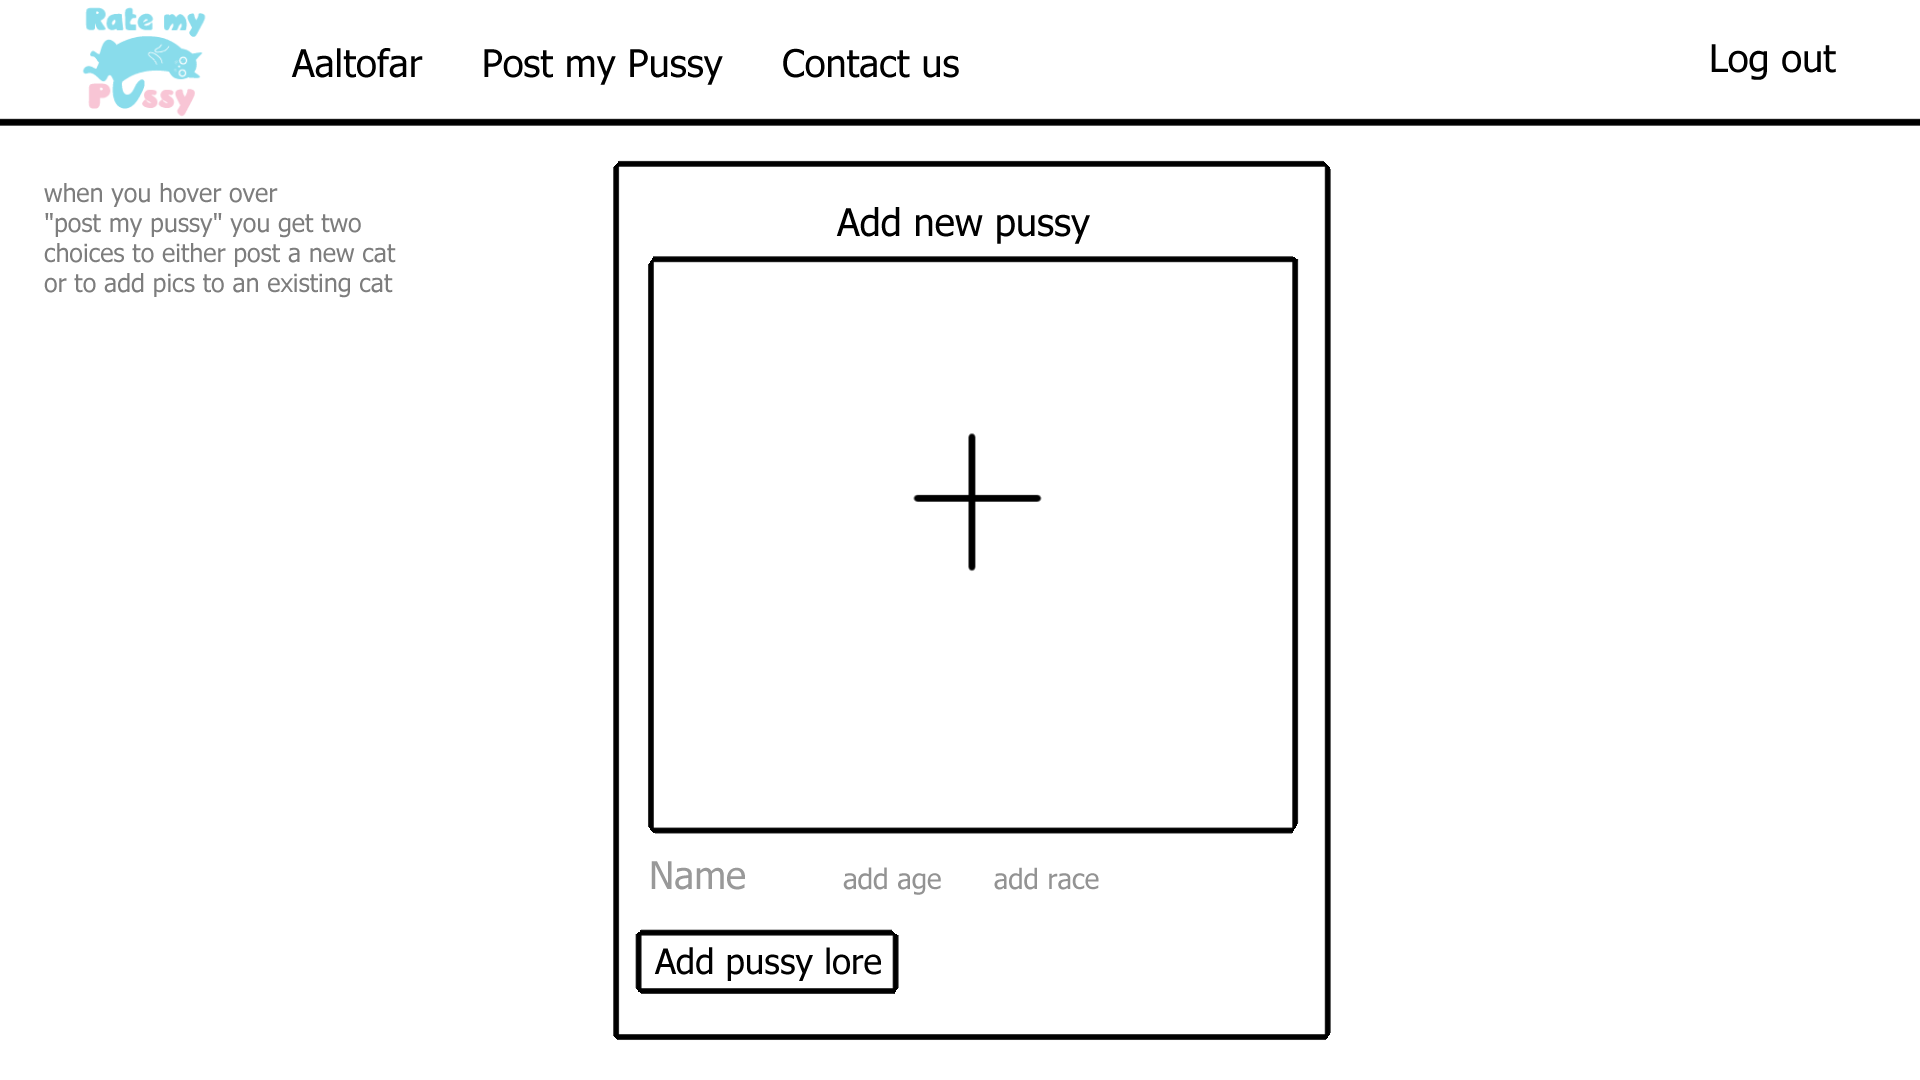 Rate my
Pussy
Aaltofar
Post my Pussy
Contact us
Log out
when you hover over
"post my pussy" you get two
choices to either post a new cat
or to add pics to an existing cat
Add new pussy
Name
add age
add race
Add pussy lore